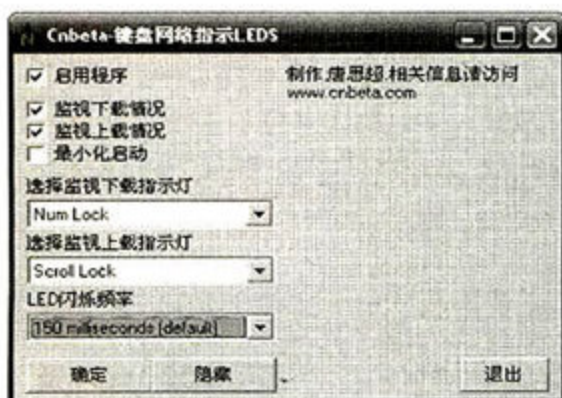 Cnbeta-键盘网络指示LEDS
启用程序
制作,唐思超,相关信息请访问
www.cnbeta.com
监视下载情况
监视上载情况
最小化启动
选择监视下载指示灯
Num Lock
选择监视上载指示灯
Scroll Lock
LED闪烁频率
150 milliseconds (default)
确定
隐藏
退出